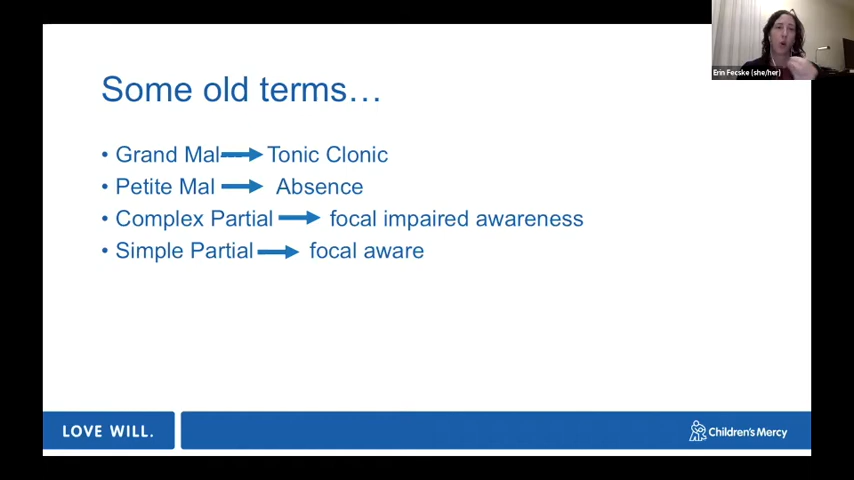 Erin Fecske (she/her)
Some old terms…
• Grand Mal Tonic Clonic
• Petite Mal Absence
• Complex Partial focal impaired awareness
• Simple Partial focal aware
LOVE WILL.
Children's Mercy